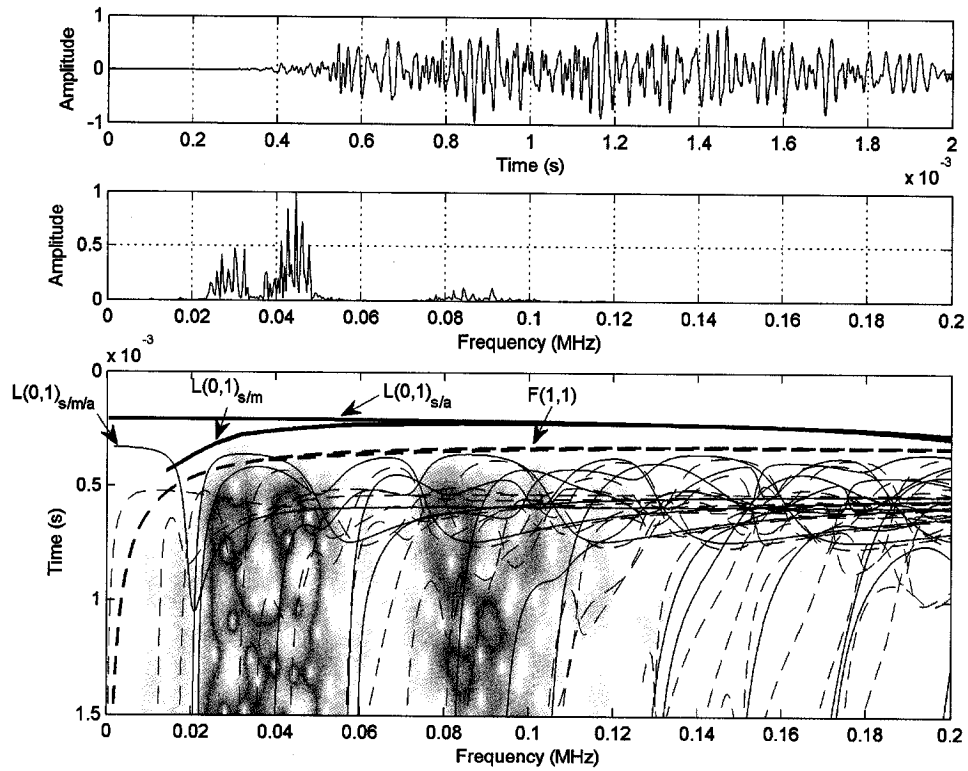 1
0
-1
Amplitude
0 0.2 0.4 0.6 0.8 1 1.2 1.4 1.6 1.8 2
Time (s)
x 10^-3
1
0.5
0
Amplitude
0 0.02 0.04 0.06 0.08 0.1 0.12 0.14 0.16 0.18 0.2
Frequency (MHz)
x 10^-3
L(0,1)s/m/a
L(0,1)s/m
L(0,1)s/a
F(1,1)
0
0.5
1
1.5
Time (s)
0 0.02 0.04 0.06 0.08 0.1 0.12 0.14 0.16 0.18 0.2
Frequency (MHz)